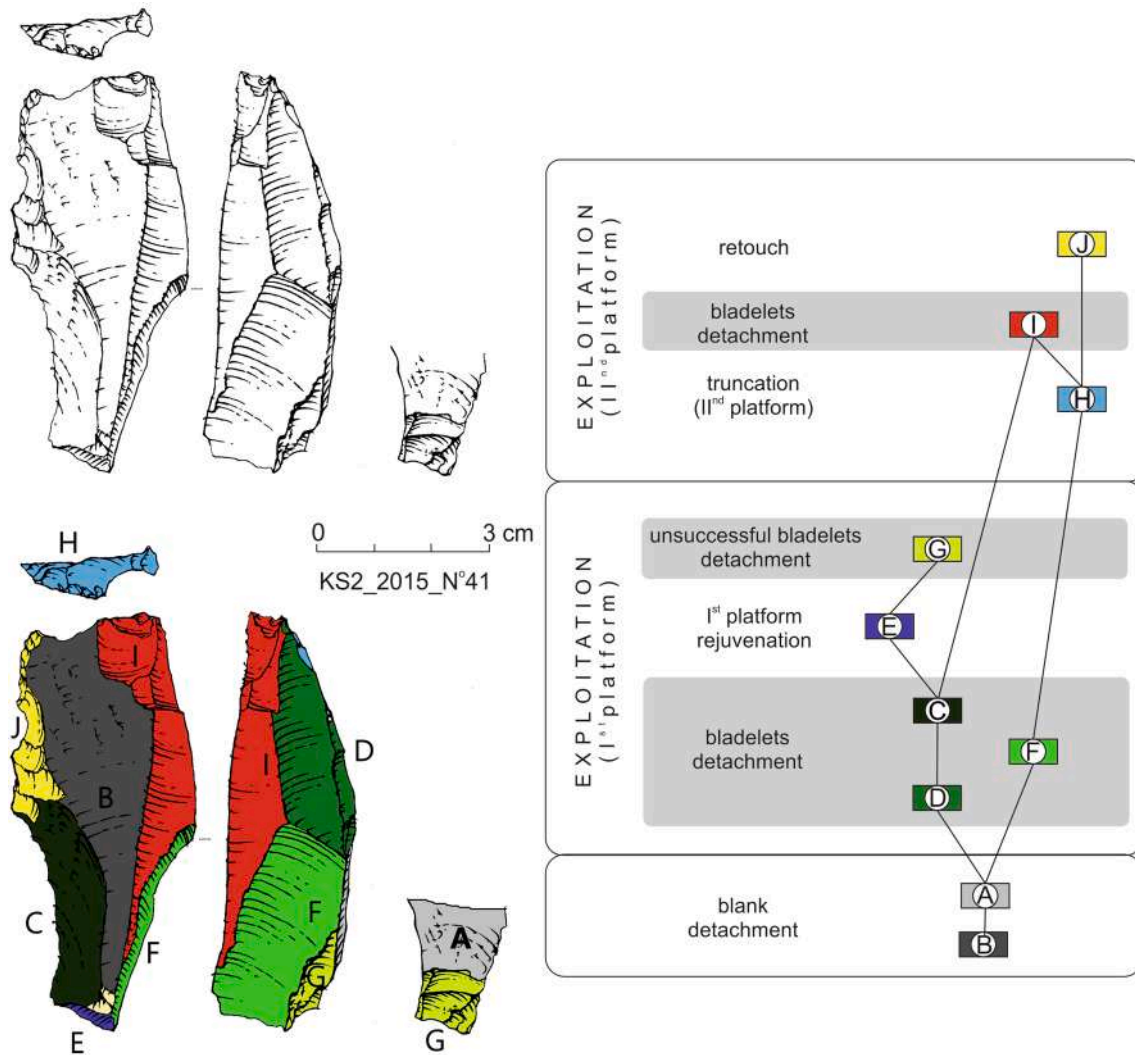 H
0 3 cm
KS2_2015_N°41
I
J
B
C
F
E
I
D
F
G
A
G
EXPLOITATION
(IIⁿᵈ platform)
retouch
J
bladelets
detachment
I
truncation
(IIⁿᵈ platform)
H
EXPLOITATION
(Iˢᵗ platform)
unsuccessful bladelets
detachment
G
Iˢᵗ platform
rejuvenation
E
bladelets
detachment
C
F
D
blank
detachment
A
B